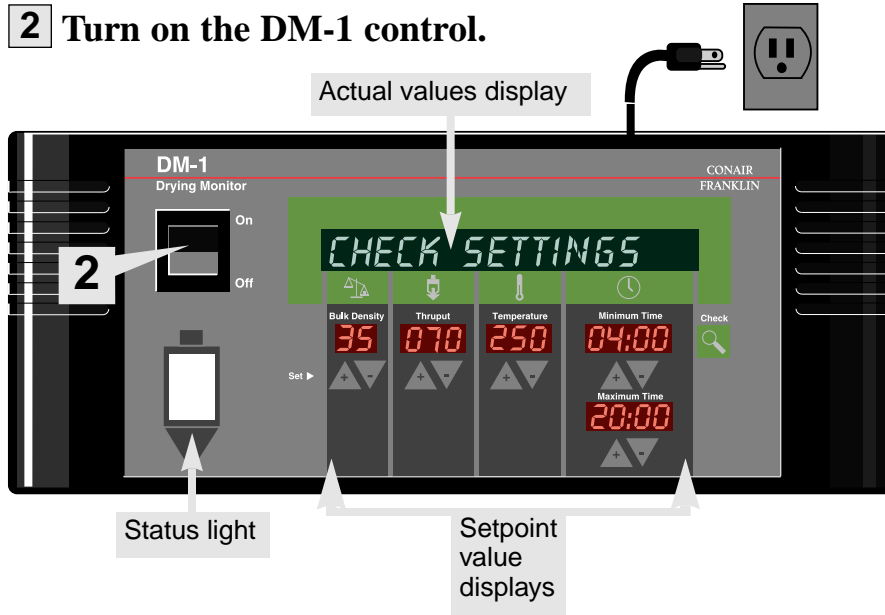 2 Turn on the DM-1 control.
Actual values display
DM-1
Drying Monitor
CONAIR
FRANKLIN
On
Off
2
CHECK SETTINGS
Bulk Density
Thruput
Temperature
Minimum Time
Check
35
070
250
04:00
Set ▶
+ -
+ -
+ -
+ -
Maximum Time
20:00
+ -
Status light
Setpoint
value
displays